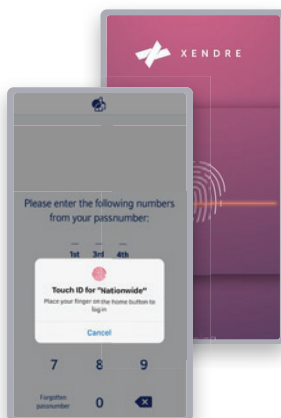 XENDRE
Please enter the following numbers
from your passnumber:
1st 3rd 4th
Touch ID for "Nationwide"
Place your finger on the home button to
log in
Cancel
7 8 9
Forgotten
passnumber
0